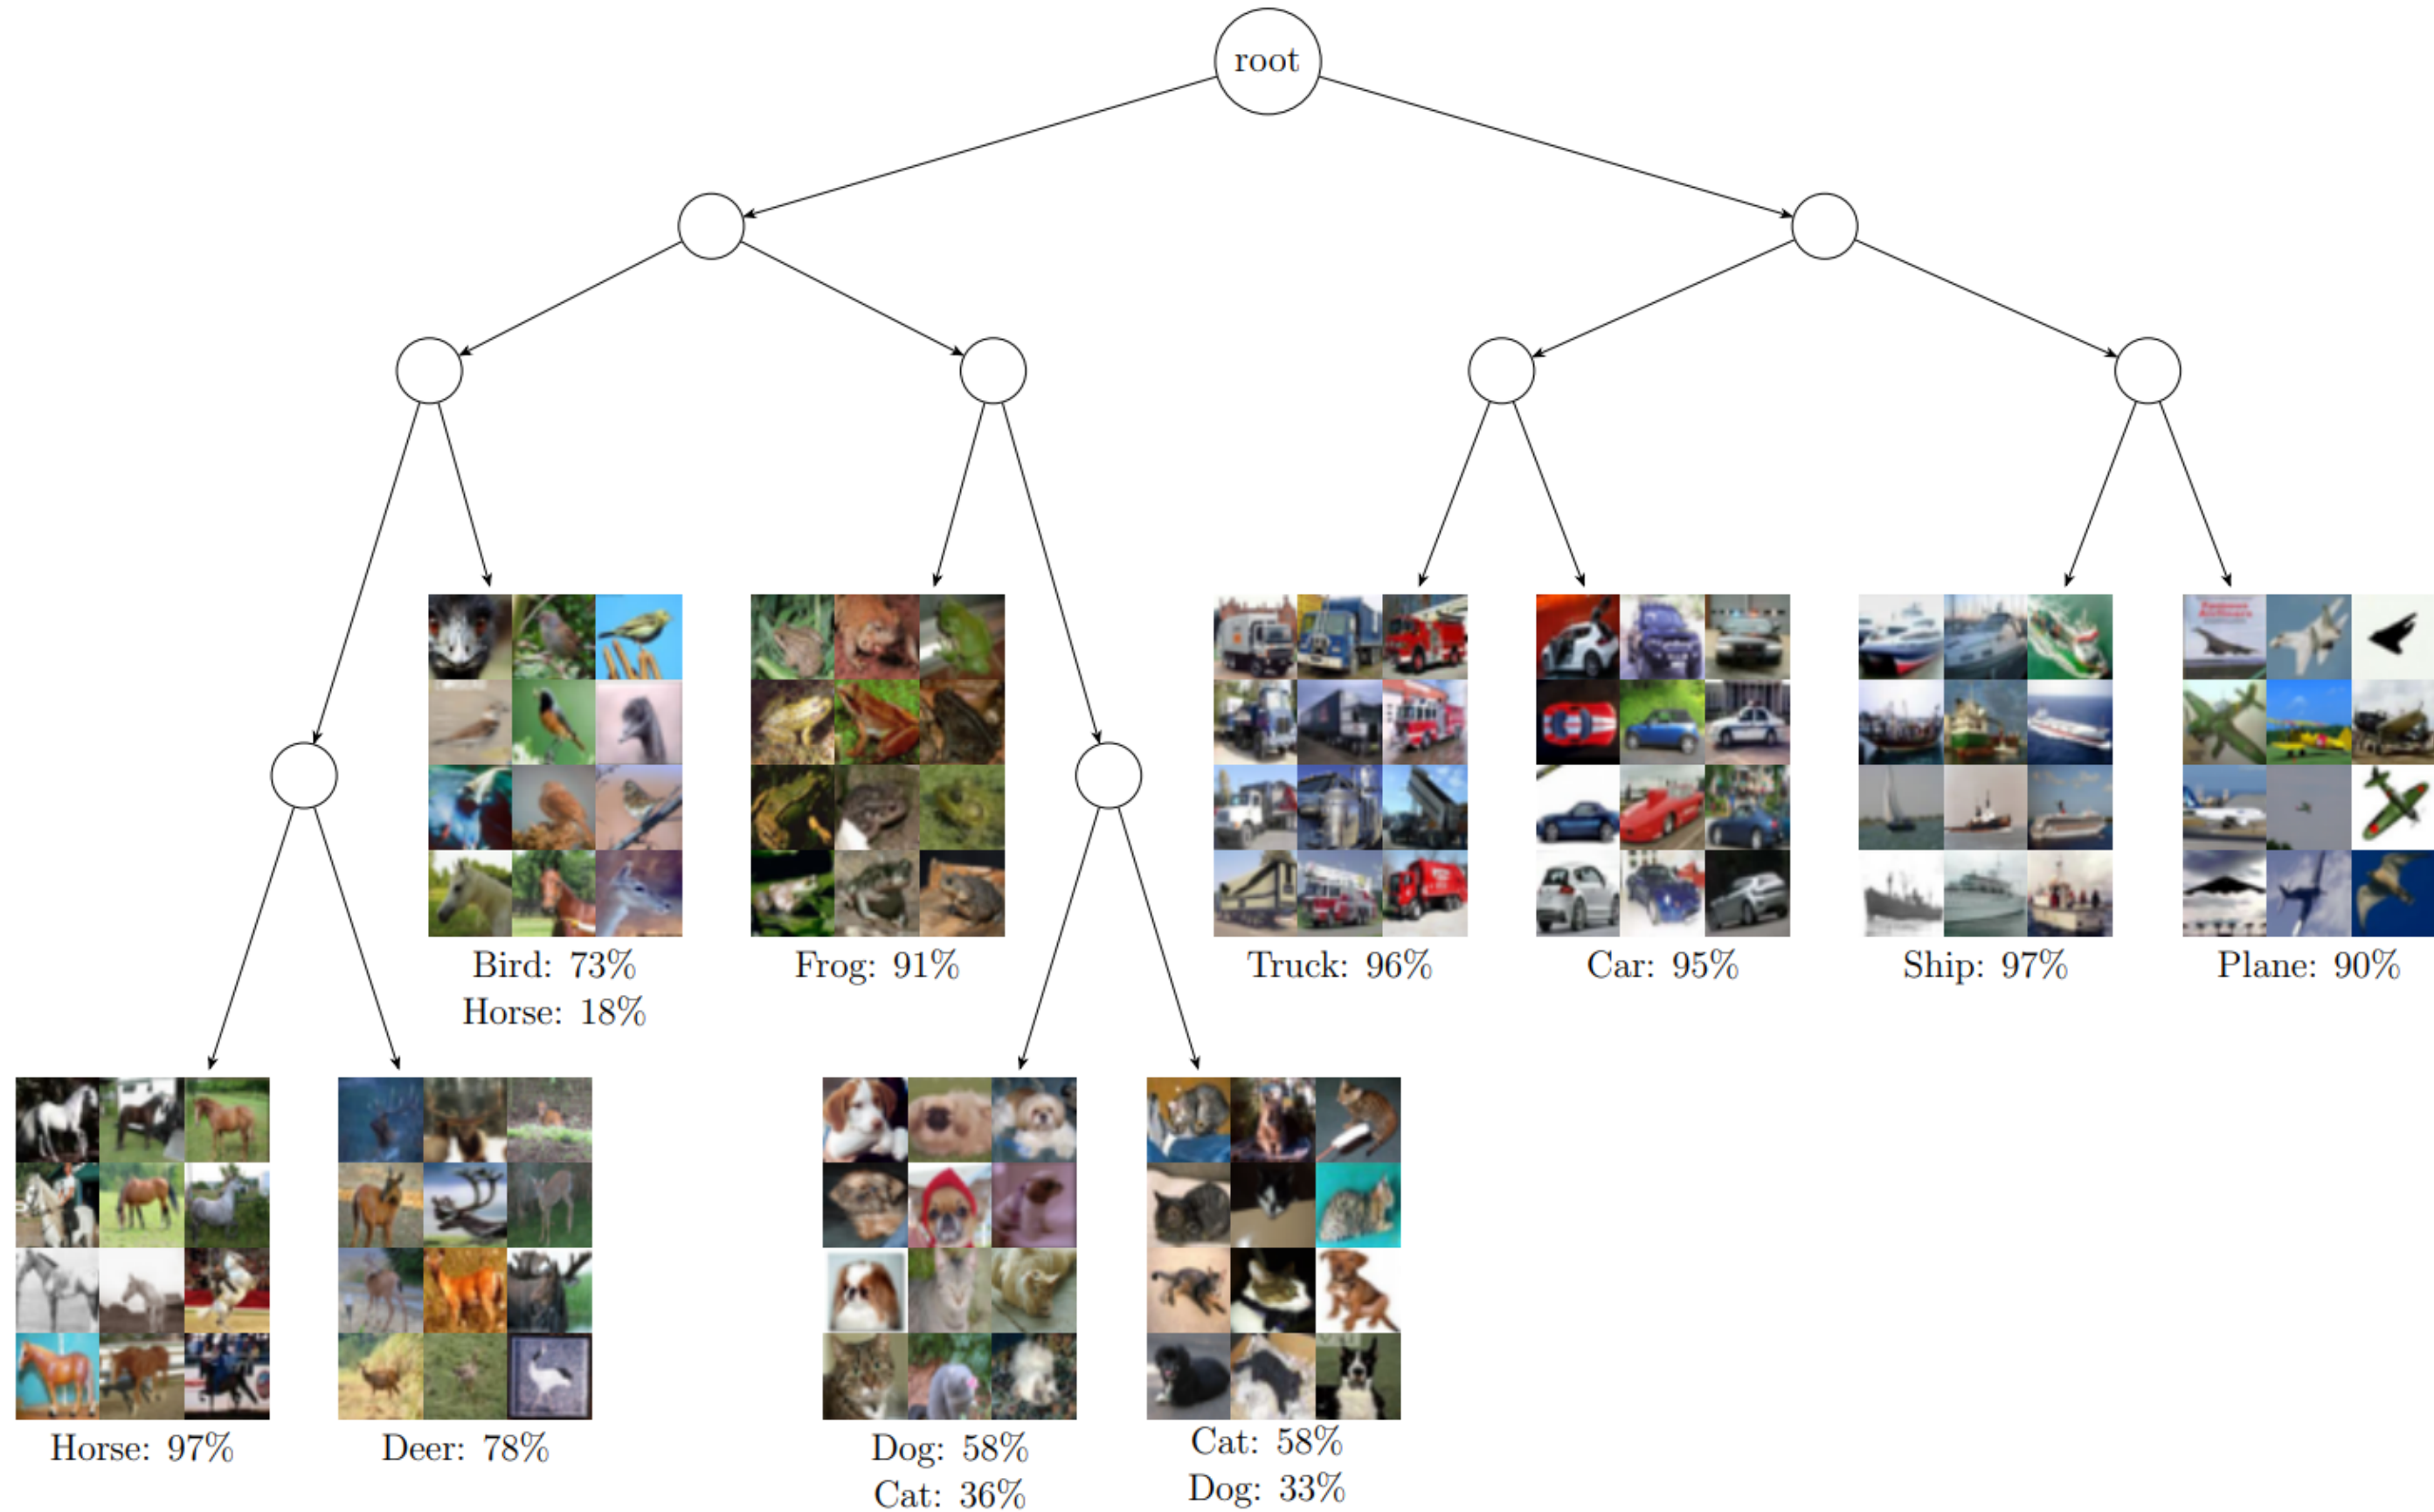 root
Bird: 73%
Horse: 18%
Frog: 91%
Truck: 96%
Car: 95%
Ship: 97%
Plane: 90%
Horse: 97%
Deer: 78%
Dog: 58%
Cat: 36%
Cat: 58%
Dog: 33%